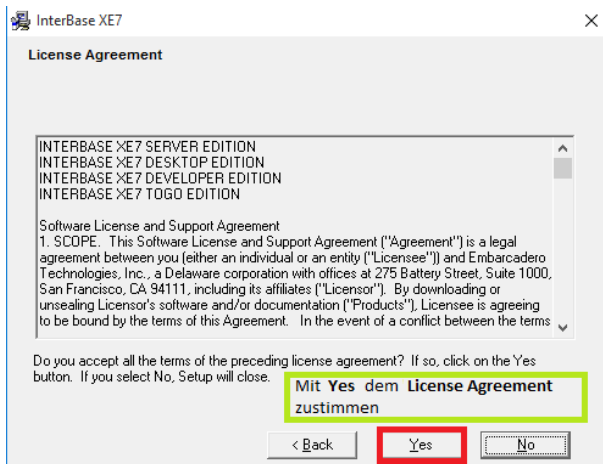 InterBase XE7
License Agreement
INTERBASE XE7 SERVER EDITION
INTERBASE XE7 DESKTOP EDITION
INTERBASE XE7 DEVELOPER EDITION
INTERBASE XE7 TOGO EDITION
Software License and Support Agreement
1. SCOPE.  This Software License and Support Agreement ("Agreement") is a legal
agreement between you (either an individual or an entity ("Licensee")) and Embarcadero
Technologies, Inc., a Delaware corporation with offices at 275 Battery Street, Suite 1000,
San Francisco, CA 94111, including its affiliates ("Licensor").  By downloading or
unsealing Licensor's software and/or documentation ("Products"), Licensee is agreeing
to be bound by the terms of this Agreement.   In the event of a conflict between the terms
Do you accept all the terms of the preceding license agreement?  If so, click on the Yes
button.  If you select No, Setup will close.
Mit Yes dem License Agreement
zustimmen
< Back
Yes
No